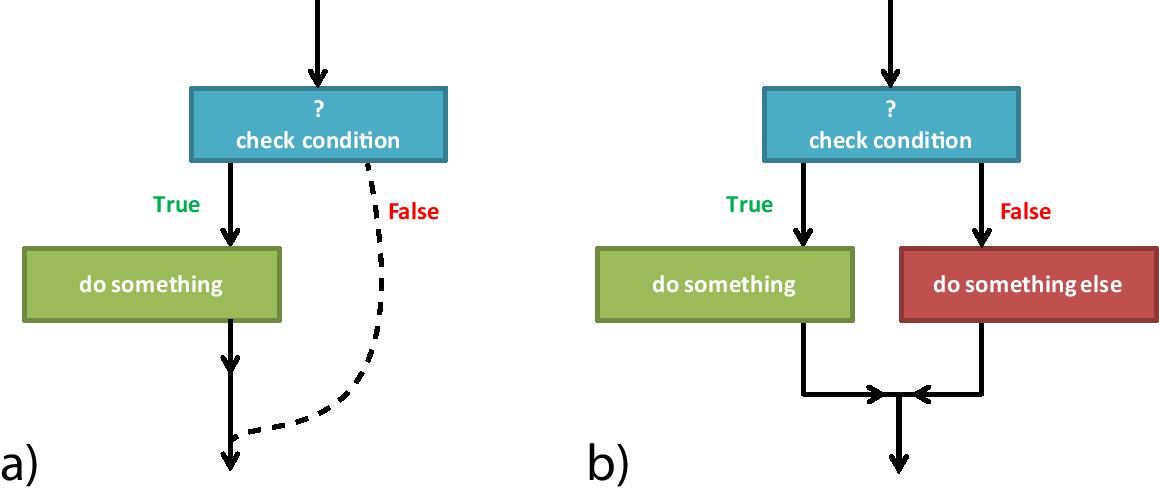 ?
check condition
True
False
do something
a)
?
check condition
True
False
do something
do something else
b)